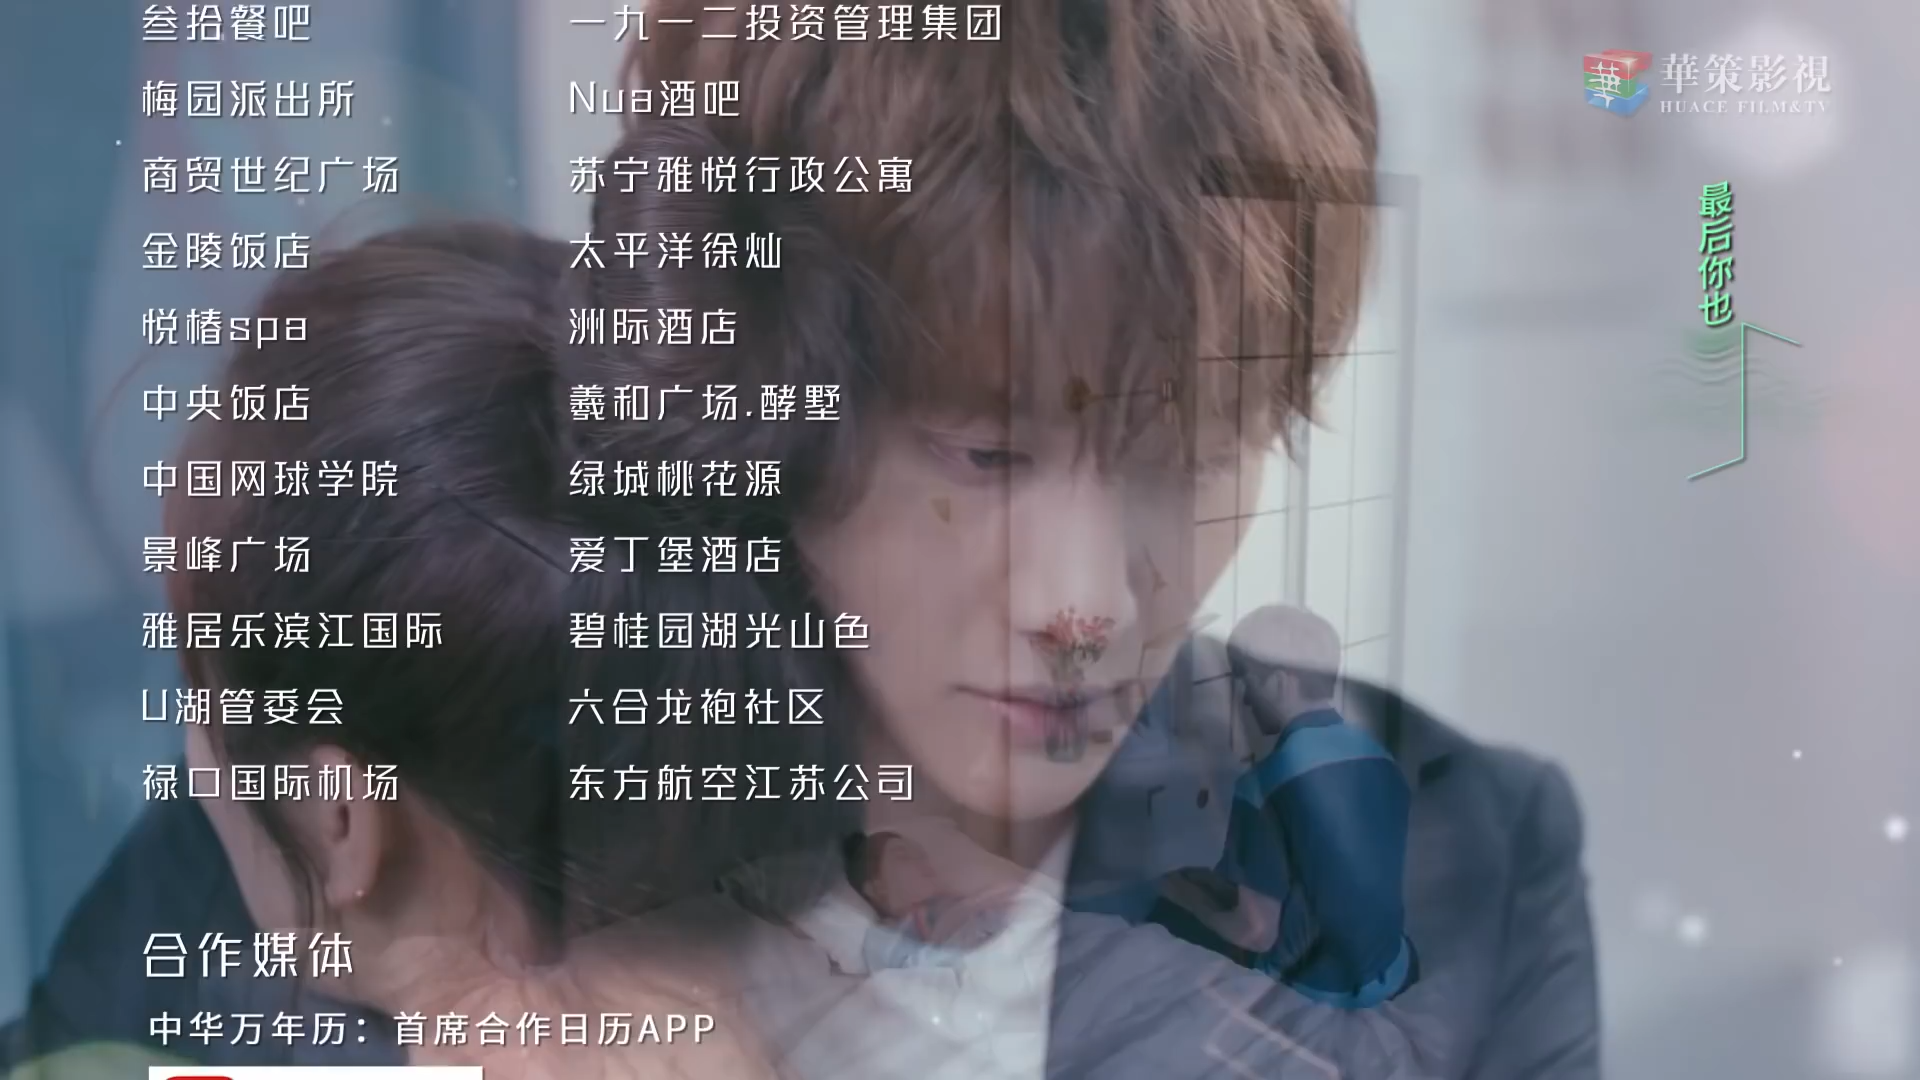 叁拾餐吧 一九一二投资管理集团
梅园派出所 Nua酒吧
商贸世纪广场 苏宁雅悦行政公寓
金陵饭店 太平洋徐灿
悦椿spa 洲际酒店
中央饭店 羲和广场.酵墅
中国网球学院 绿城桃花源
景峰广场 爱丁堡酒店
雅居乐滨江国际 碧桂园湖光山色
U湖管委会 六合龙袍社区
禄口国际机场 东方航空江苏公司
合作媒体
中华万年历：首席合作日历APP
華策影視
HUACE FILM&TV
最后你也